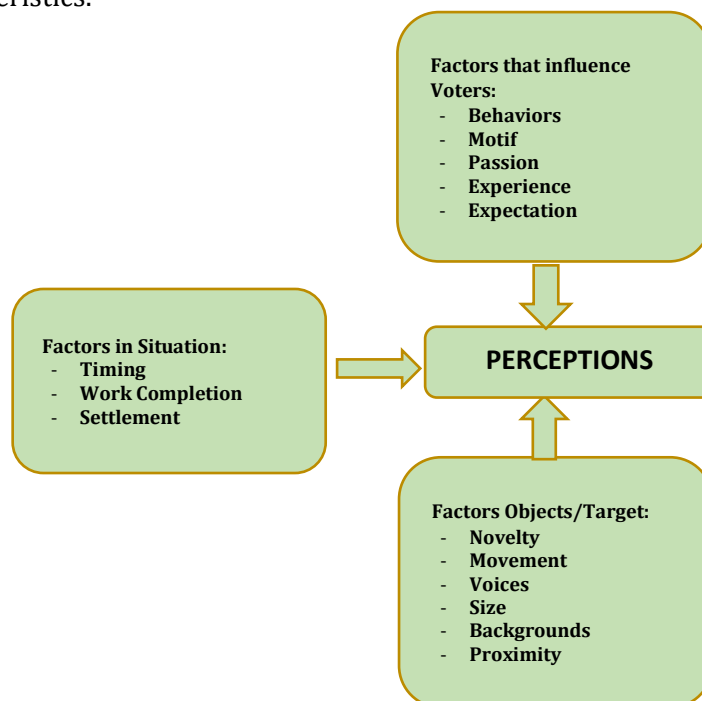 eristics.
Factors that influence
Voters:
- Behaviors
- Motif
- Passion
- Experience
- Expectation
Factors in Situation:
- Timing
- Work Completion
- Settlement
PERCEPTIONS
Factors Objects/Target:
- Novelty
- Movement
- Voices
- Size
- Backgrounds
- Proximity